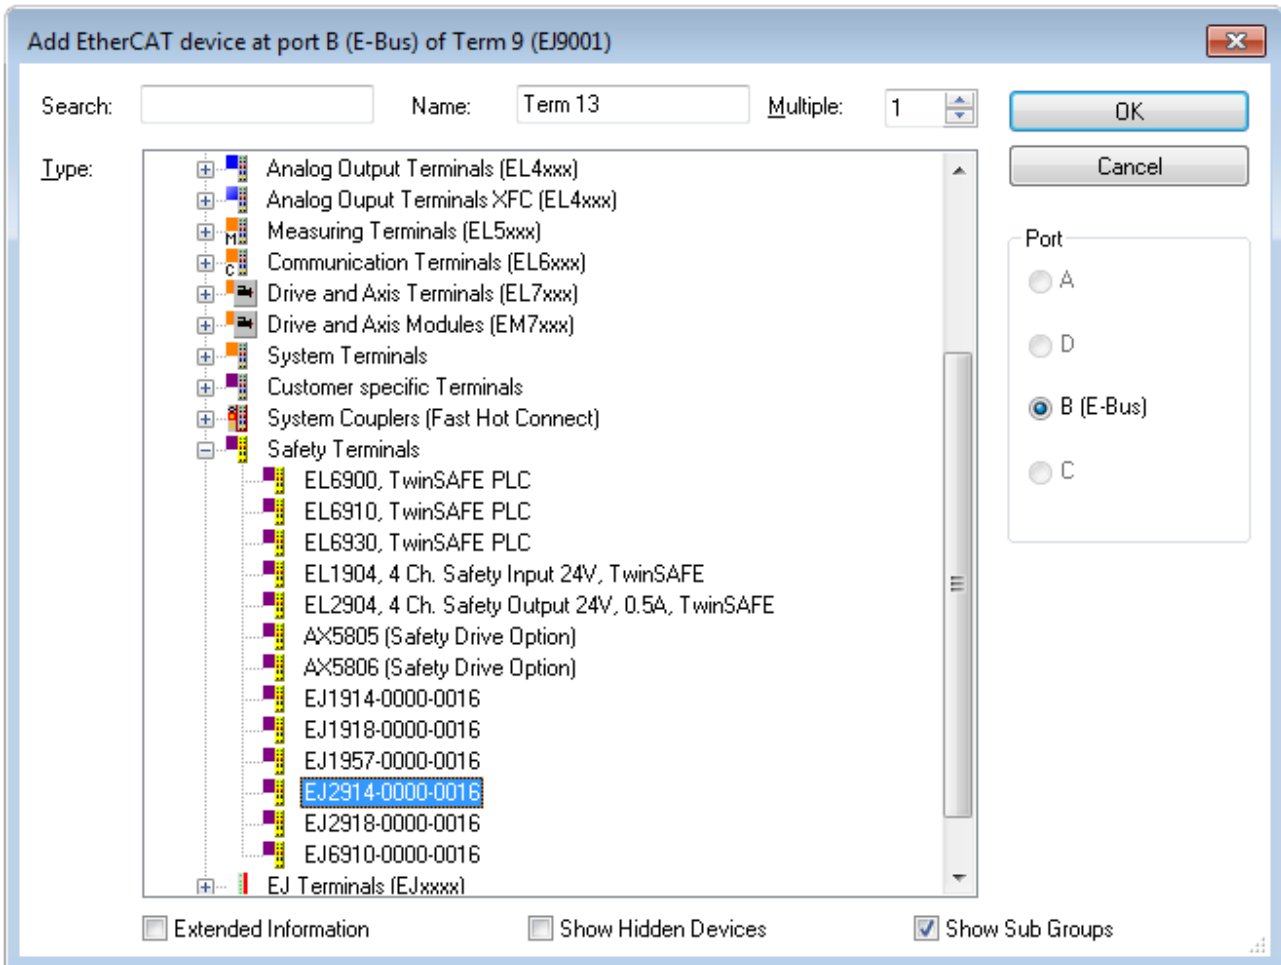 Add EtherCAT device at port B (E-Bus) of Term 9 (EJ9001)
Search:
Name:
Term 13
Multiple:
1
OK
Cancel
Type:
Analog Output Terminals (EL4xxx)
Analog Ouput Terminals XFC (EL4xxx)
M
Measuring Terminals (EL5xxx)
C
Communication Terminals (EL6xxx)
Drive and Axis Terminals (EL7xxx)
Drive and Axis Modules (EM7xxx)
System Terminals
Customer specific Terminals
System Couplers (Fast Hot Connect)
Safety Terminals
EL6900, TwinSAFE PLC
EL6910, TwinSAFE PLC
EL6930, TwinSAFE PLC
EL1904, 4 Ch. Safety Input 24V, TwinSAFE
EL2904, 4 Ch. Safety Output 24V, 0.5A, TwinSAFE
AX5805 (Safety Drive Option)
AX5806 (Safety Drive Option)
EJ1914-0000-0016
EJ1918-0000-0016
EJ1957-0000-0016
EJ2914-0000-0016
EJ2918-0000-0016
EJ6910-0000-0016
EJ Terminals (EJxxxx)
Port
A
D
B (E-Bus)
C
Extended Information
Show Hidden Devices
Show Sub Groups